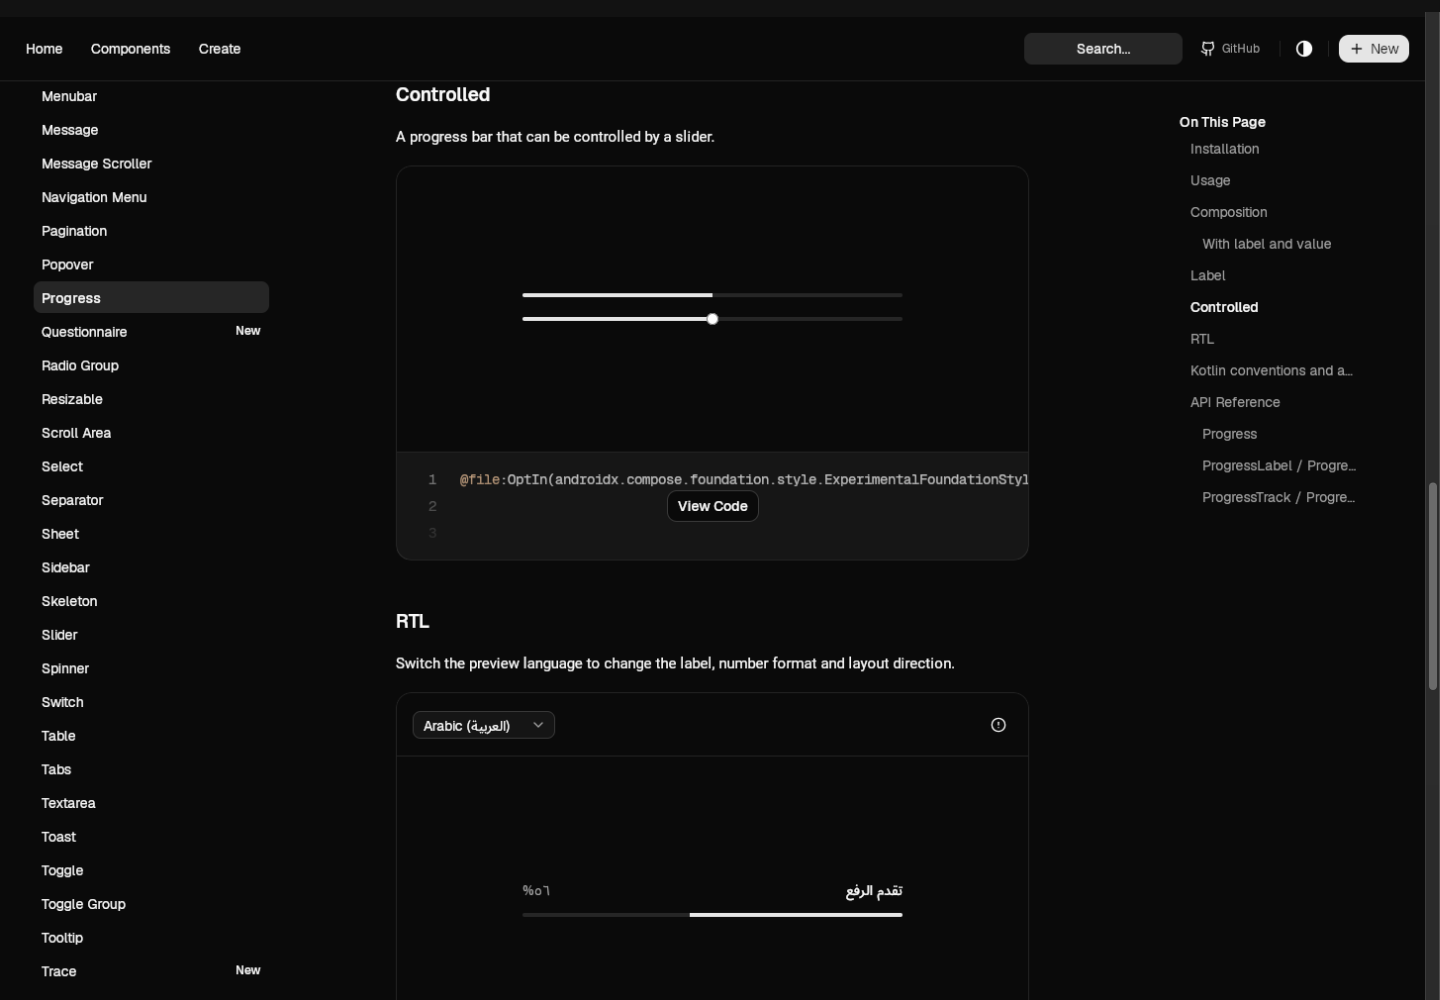 Home
Components
Create
Search...
GitHub
New
Menubar
Message
Message Scroller
Navigation Menu
Pagination
Popover
Progress
Questionnaire New
Radio Group
Resizable
Scroll Area
Select
Separator
Sheet
Sidebar
Skeleton
Slider
Spinner
Switch
Table
Tabs
Textarea
Toast
Toggle
Toggle Group
Tooltip
Trace New
Controlled
A progress bar that can be controlled by a slider.
1 @file:OptIn(androidx.compose.foundation.style.ExperimentalFoundationStyl
2
View Code
3
RTL
Switch the preview language to change the label, number format and layout direction.
Arabic (العربية)
تقدم الرفع
%٥٦
On This Page
Installation
Usage
Composition
With label and value
Label
Controlled
RTL
Kotlin conventions and a...
API Reference
Progress
ProgressLabel / Progre...
ProgressTrack / Progre...